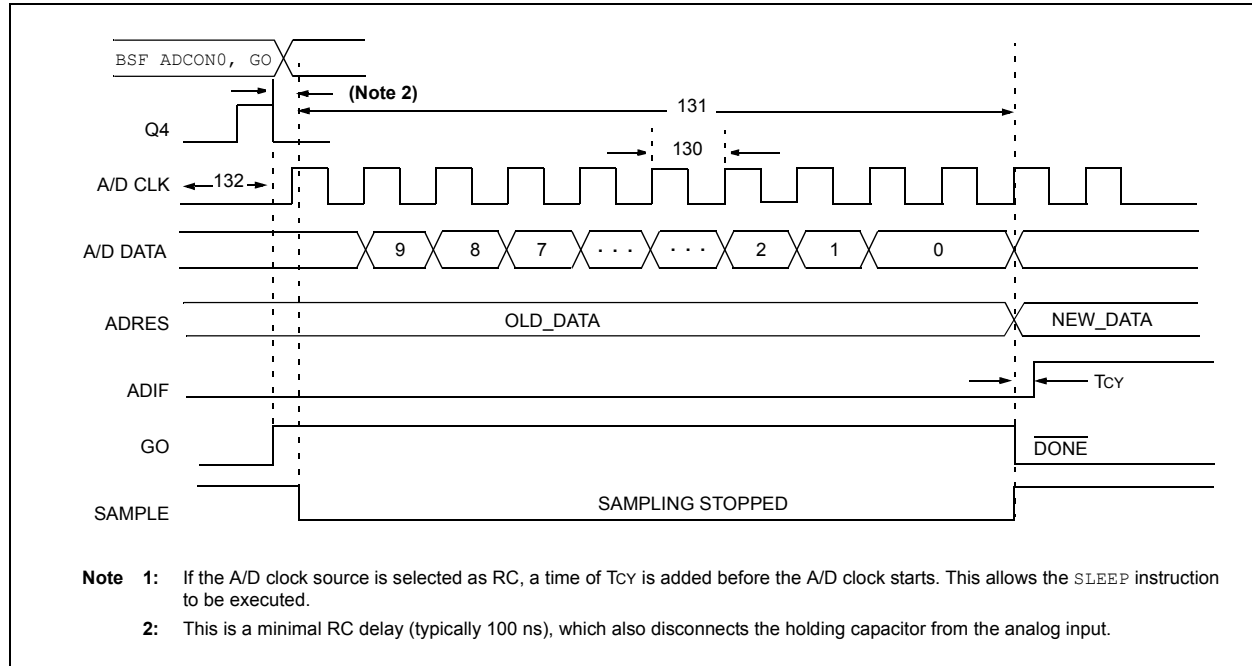 BSF ADCON0, GO
(Note 2)
131
Q4
130
A/D CLK
132
A/D DATA
9 8 7 . . . . . . 2 1 0
ADRES
OLD_DATA NEW_DATA
ADIF
TCY
GO
DONE
SAMPLE
SAMPLING STOPPED
Note 1: If the A/D clock source is selected as RC, a time of TCY is added before the A/D clock starts. This allows the SLEEP instruction
to be executed.
2: This is a minimal RC delay (typically 100 ns), which also disconnects the holding capacitor from the analog input.